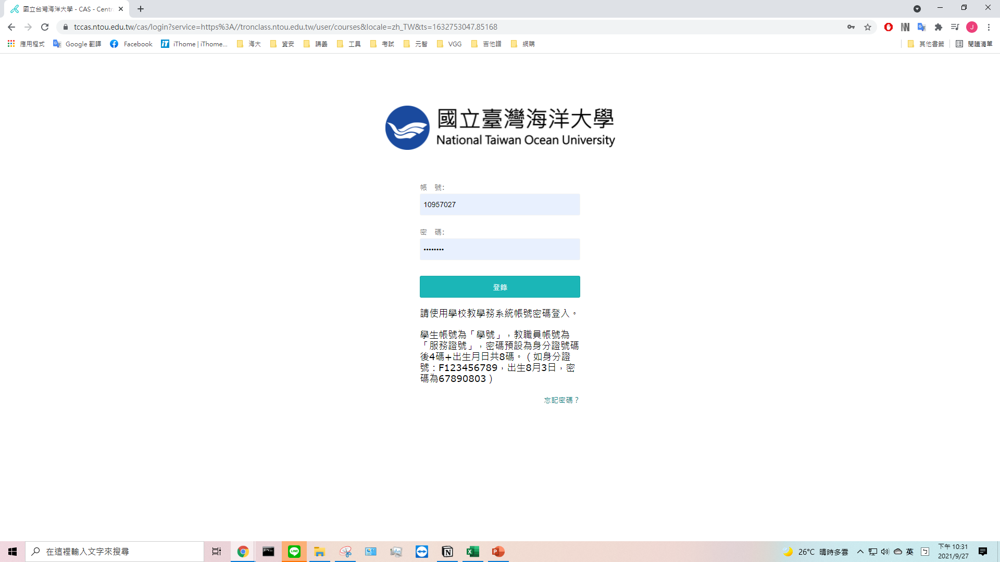 國立台灣海洋大學 - CAS - Centr
tccas.ntou.edu.tw/cas/login?service=https%3A//tronclass.ntou.edu.tw/user/courses&locale=zh_TW&ts=1632753047.85168
J
應用程式 Google 翻譯 Facebook iThome | iThome... 海大 資安 講義 工具 考試 元智 VGG 吉他譜 網購 其他書籤 閱讀清單
國立臺灣海洋大學
National Taiwan Ocean University
帳 號:
10957027
密 碼:
••••••••
登錄
請使用學校教學務系統帳號密碼登入。
學生帳號為「學號」，教職員帳號為
「服務證號」，密碼預設為身分證號碼
後4碼+出生月日共8碼。（如身分證
號：F123456789，出生8月3日，密
碼為67890803）
忘記密碼？
在這裡輸入文字來搜尋
LINE
26°C 晴時多雲
英
下午 10:31
2021/9/27